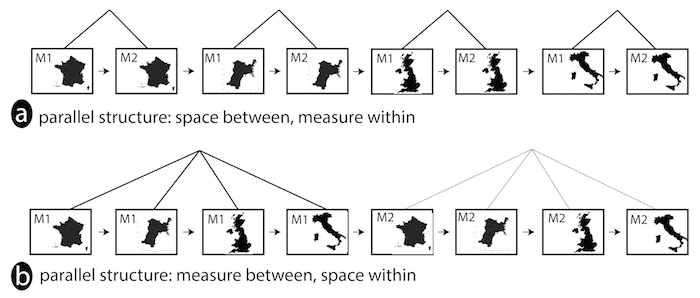 M1 M2 M1 M2 M1 M2 M1 M2
a parallel structure: space between, measure within
M1 M1 M1 M1 M2 M2 M2 M2
b parallel structure: measure between, space within